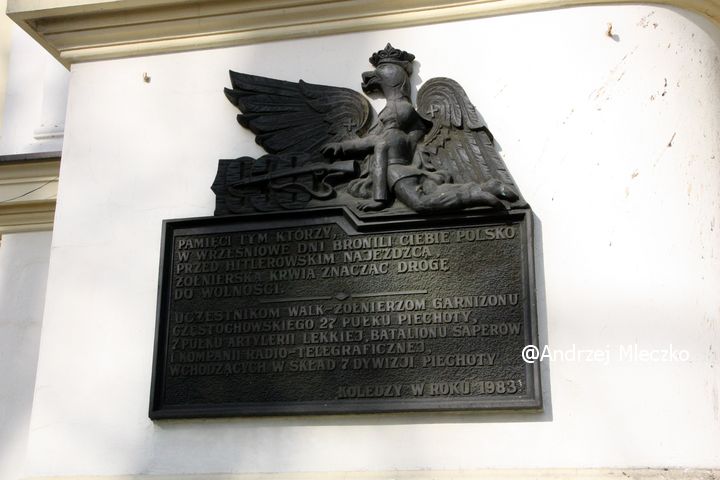 PAMIĘCI TYM KTÓRZY,
W WRZEŚNIOWE DNI BRONILI CIEBIE POLSKO
PRZED HITLEROWSKIM NAJEŹDZCĄ
ŻOŁNIERSKĄ KRWIĄ ZNACZĄC DROGĘ
DO WOLNOŚCI.
UCZESTNIKOM WALK-ŻOŁNIERZOM GARNIZONU
CZĘSTOCHOWSKIEGO 27 PUŁKU PIECHOTY,
7 PUŁKU ARTYLERII LEKKIEJ, BATALIONU SAPERÓW
I KOMPANII RADIO-TELEGRAFICZNEJ
WCHODZĄCYCH W SKŁAD 7 DYWIZJI PIECHOTY
KOLEDZY W ROKU 1983
@Andrzej Mleczko